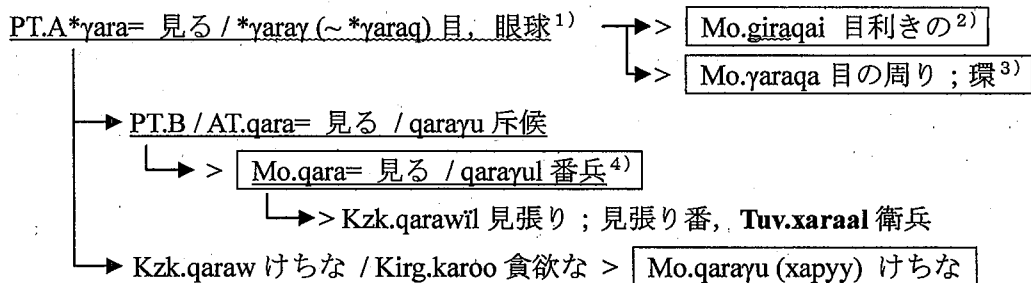 PT.A*γara= 見る / *γaraγ (~ *γaraq) 目，眼球1) > Mo.giraqai 目利きの2)
> Mo.γaraqa 目の周り；環3)
PT.B / AT.qara= 見る / qaraγu 斥候
> Mo.qara= 見る / qaraγul 番兵4)
> Kzk.qarawïl 見張り；見張り番，Tuv.xaraal 衛兵
Kzk.qaraw けちな / Kirg.karoo 貪欲な > Mo.qaraγu (xapyy) けちな